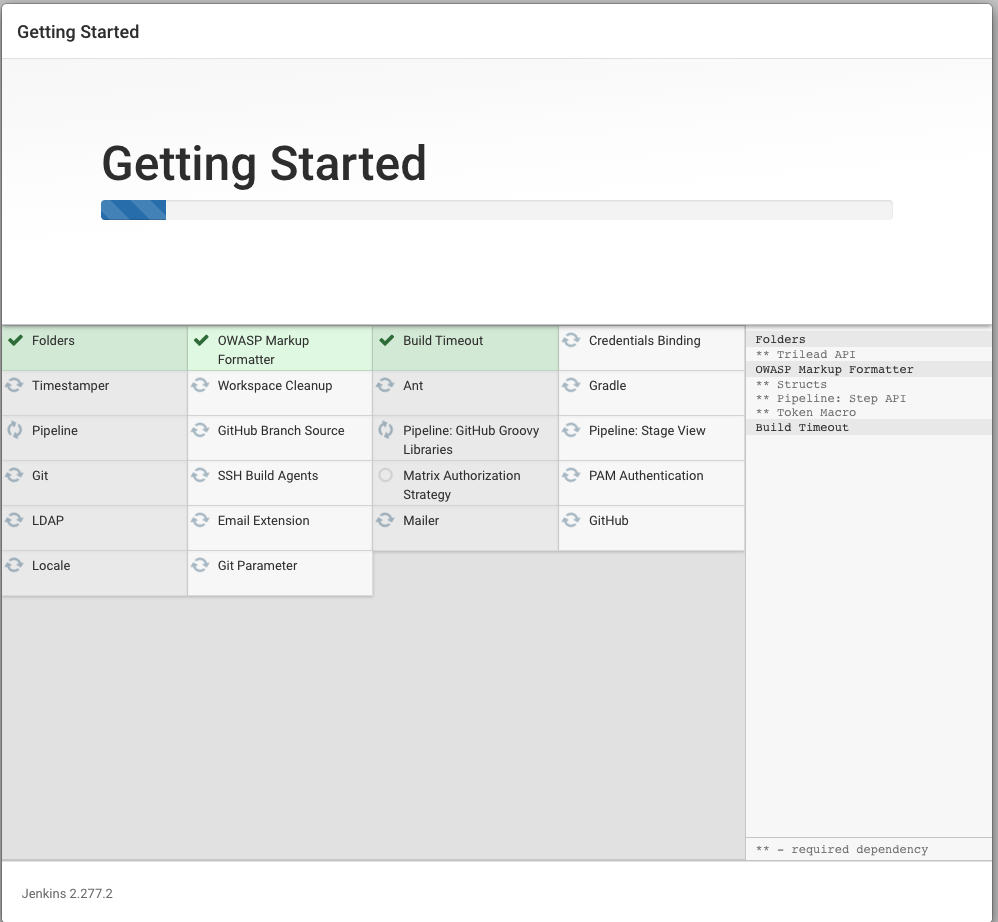 Getting Started
Getting Started
Folders
OWASP Markup
Formatter
Build Timeout
Credentials Binding
Timestamper
Workspace Cleanup
Ant
Gradle
Pipeline
GitHub Branch Source
Pipeline: GitHub Groovy
Libraries
Pipeline: Stage View
Git
SSH Build Agents
Matrix Authorization
Strategy
PAM Authentication
LDAP
Email Extension
Mailer
GitHub
Locale
Git Parameter
Folders
** Trilead API
OWASP Markup Formatter
** Structs
** Pipeline: Step API
** Token Macro
Build Timeout
** - required dependency
Jenkins 2.277.2